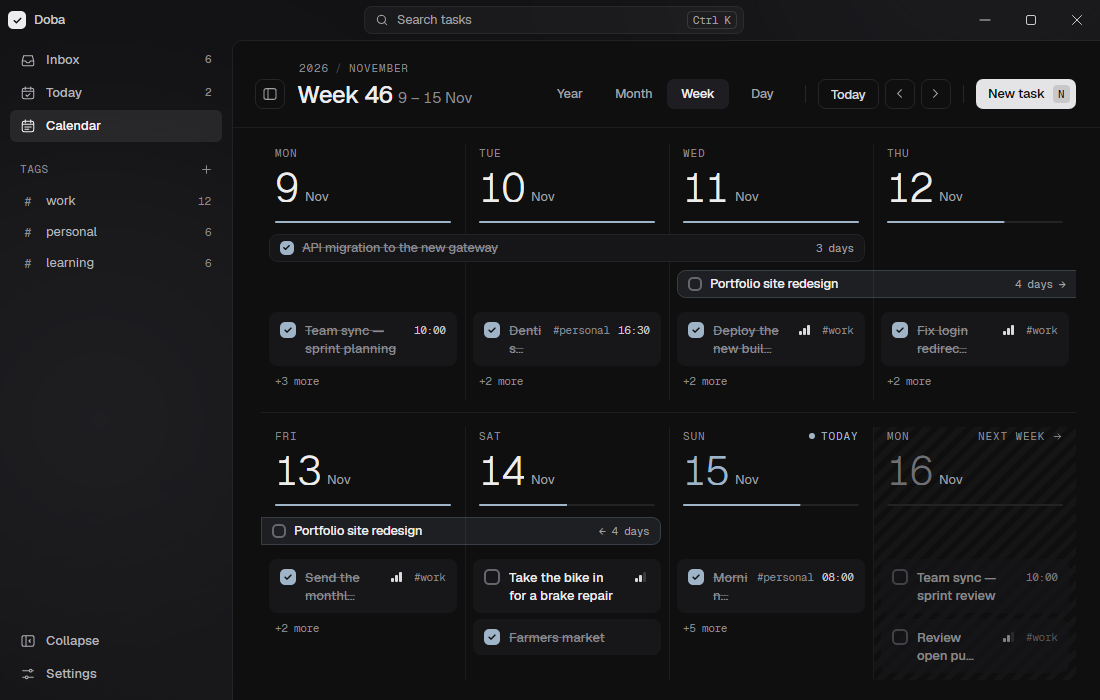 Doba
Search tasks
Ctrl K
Inbox 6
Today 2
Calendar
TAGS
# work 12
# personal 6
# learning 6
Collapse
Settings
2026 / NOVEMBER
Week 46 9 – 15 Nov
Year Month Week Day
Today
New task N
MON
9 Nov
TUE
10 Nov
WED
11 Nov
THU
12 Nov
API migration to the new gateway 3 days
Portfolio site redesign 4 days →
Team sync — 10:00
sprint planning
+3 more
Denti #personal 16:30
s…
+2 more
Deploy the #work
new buil…
+2 more
Fix login #work
redirec…
+2 more
FRI
13 Nov
SAT
14 Nov
SUN • TODAY
15 Nov
MON NEXT WEEK →
16 Nov
Portfolio site redesign ← 4 days
Send the #work
monthl…
+2 more
Take the bike in
for a brake repair
Farmers market
Morni #personal 08:00
n…
+5 more
Team sync — 10:00
sprint review
Review #work
open pu…